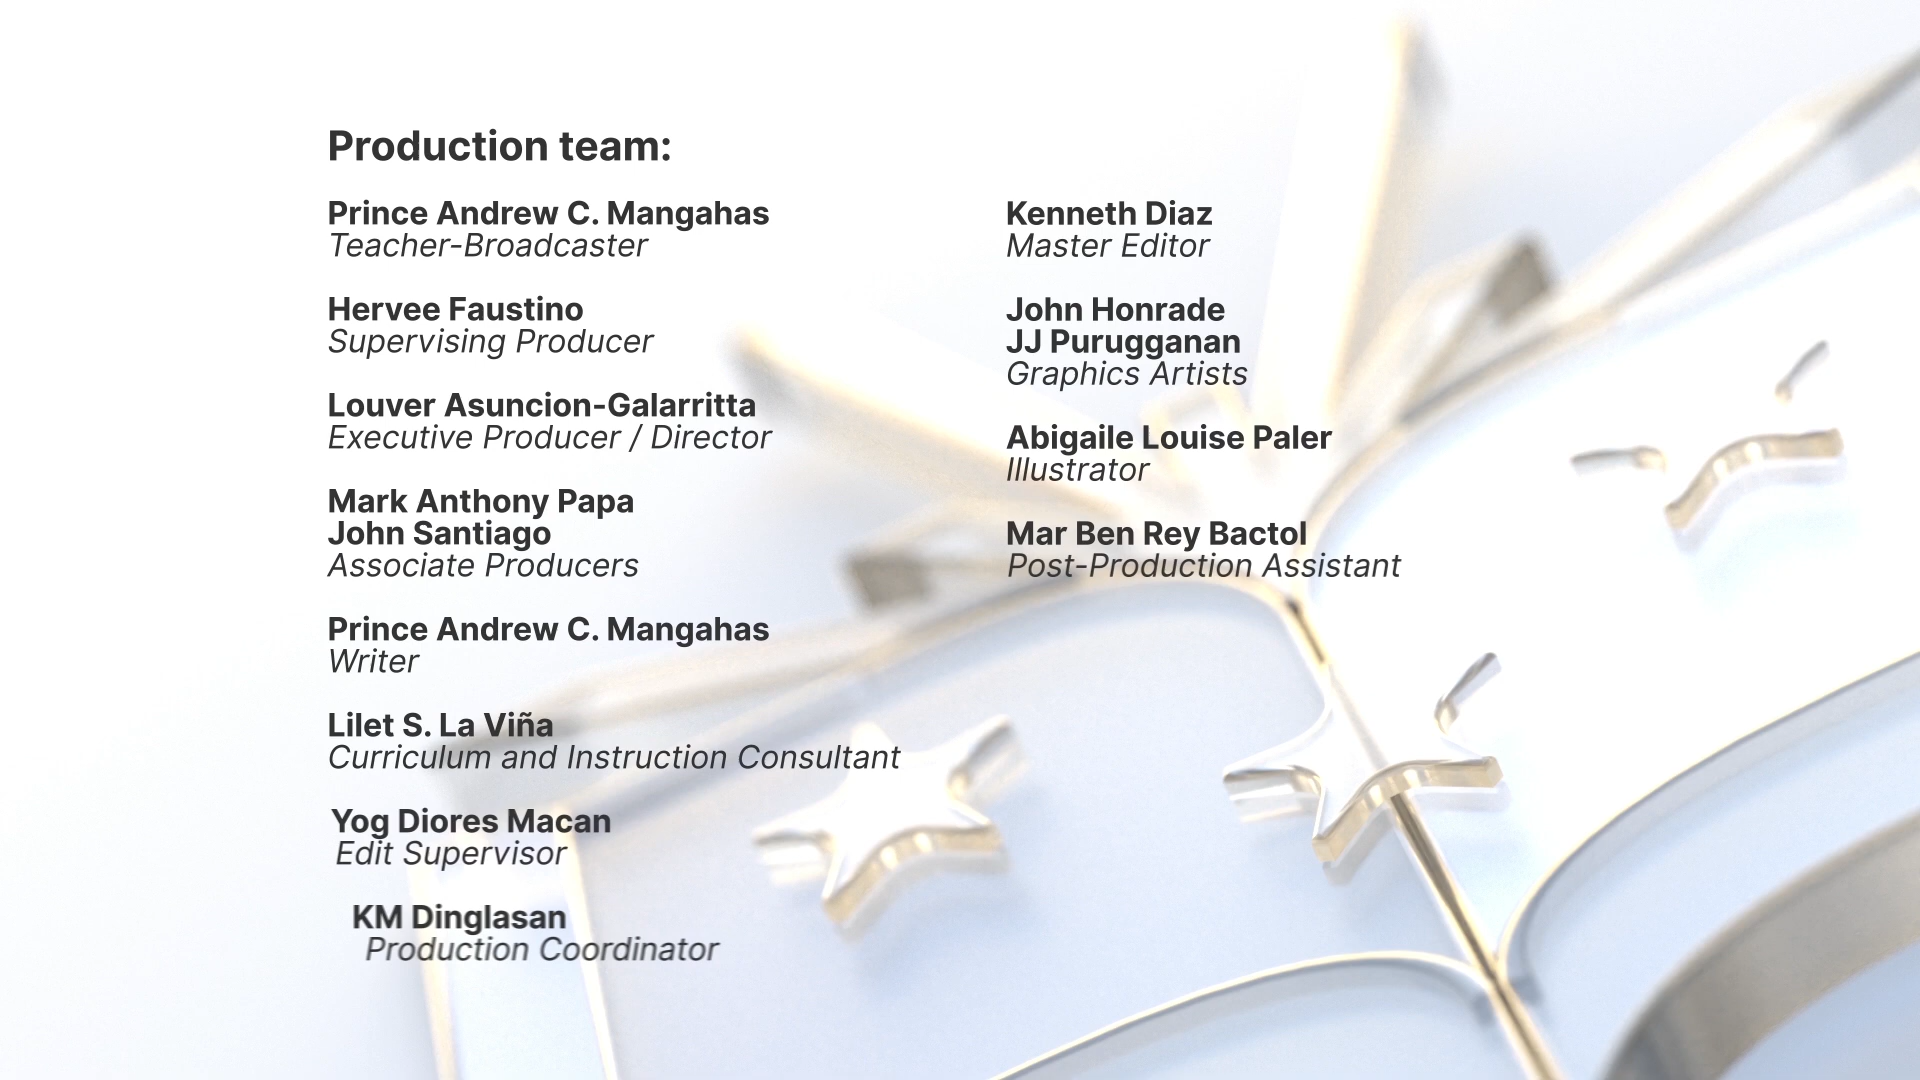 Production team:
Prince Andrew C. Mangahas
Teacher-Broadcaster
Hervee Faustino
Supervising Producer
Louver Asuncion-Galarritta
Executive Producer / Director
Mark Anthony Papa
John Santiago
Associate Producers
Prince Andrew C. Mangahas
Writer
Lilet S. La Viña
Curriculum and Instruction Consultant
Yog Diores Macan
Edit Supervisor
KM Dinglasan
Production Coordinator
Kenneth Diaz
Master Editor
John Honrade
JJ Purugganan
Graphics Artists
Abigaile Louise Paler
Illustrator
Mar Ben Rey Bactol
Post-Production Assistant